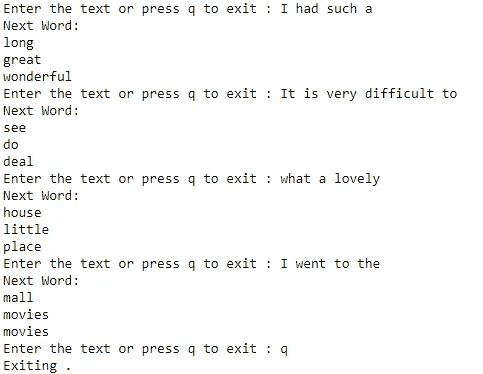 Enter the text or press q to exit : I had such a
Next Word:
long
great
wonderful
Enter the text or press q to exit : It is very difficult to
Next Word:
see
do
deal
Enter the text or press q to exit : what a lovely
Next Word:
house
little
place
Enter the text or press q to exit : I went to the
Next Word:
mall
movies
movies
Enter the text or press q to exit : q
Exiting .